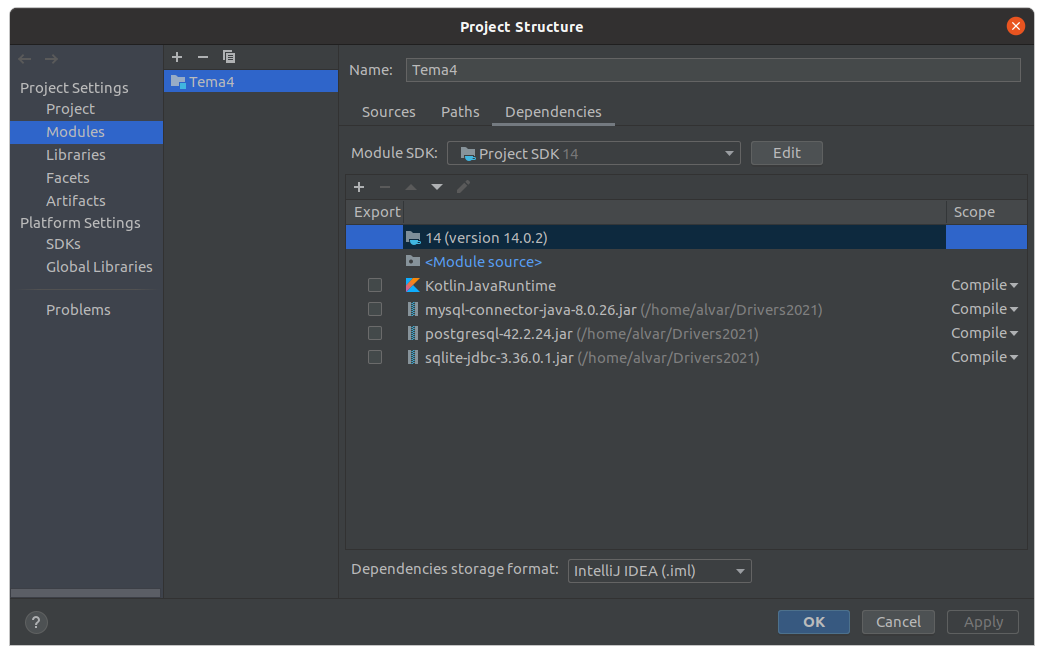 Project Structure
Project Settings
Project
Modules
Libraries
Facets
Artifacts
Platform Settings
SDKs
Global Libraries
Problems
Tema4
Name: Tema4
Sources Paths Dependencies
Module SDK: Project SDK 14 Edit
Export Scope
14 (version 14.0.2)
<Module source>
KotlinJavaRuntime Compile
mysql-connector-java-8.0.26.jar (/home/alvar/Drivers2021) Compile
postgresql-42.2.24.jar (/home/alvar/Drivers2021) Compile
sqlite-jdbc-3.36.0.1.jar (/home/alvar/Drivers2021) Compile
Dependencies storage format: IntelliJ IDEA (.iml)
? OK Cancel Apply